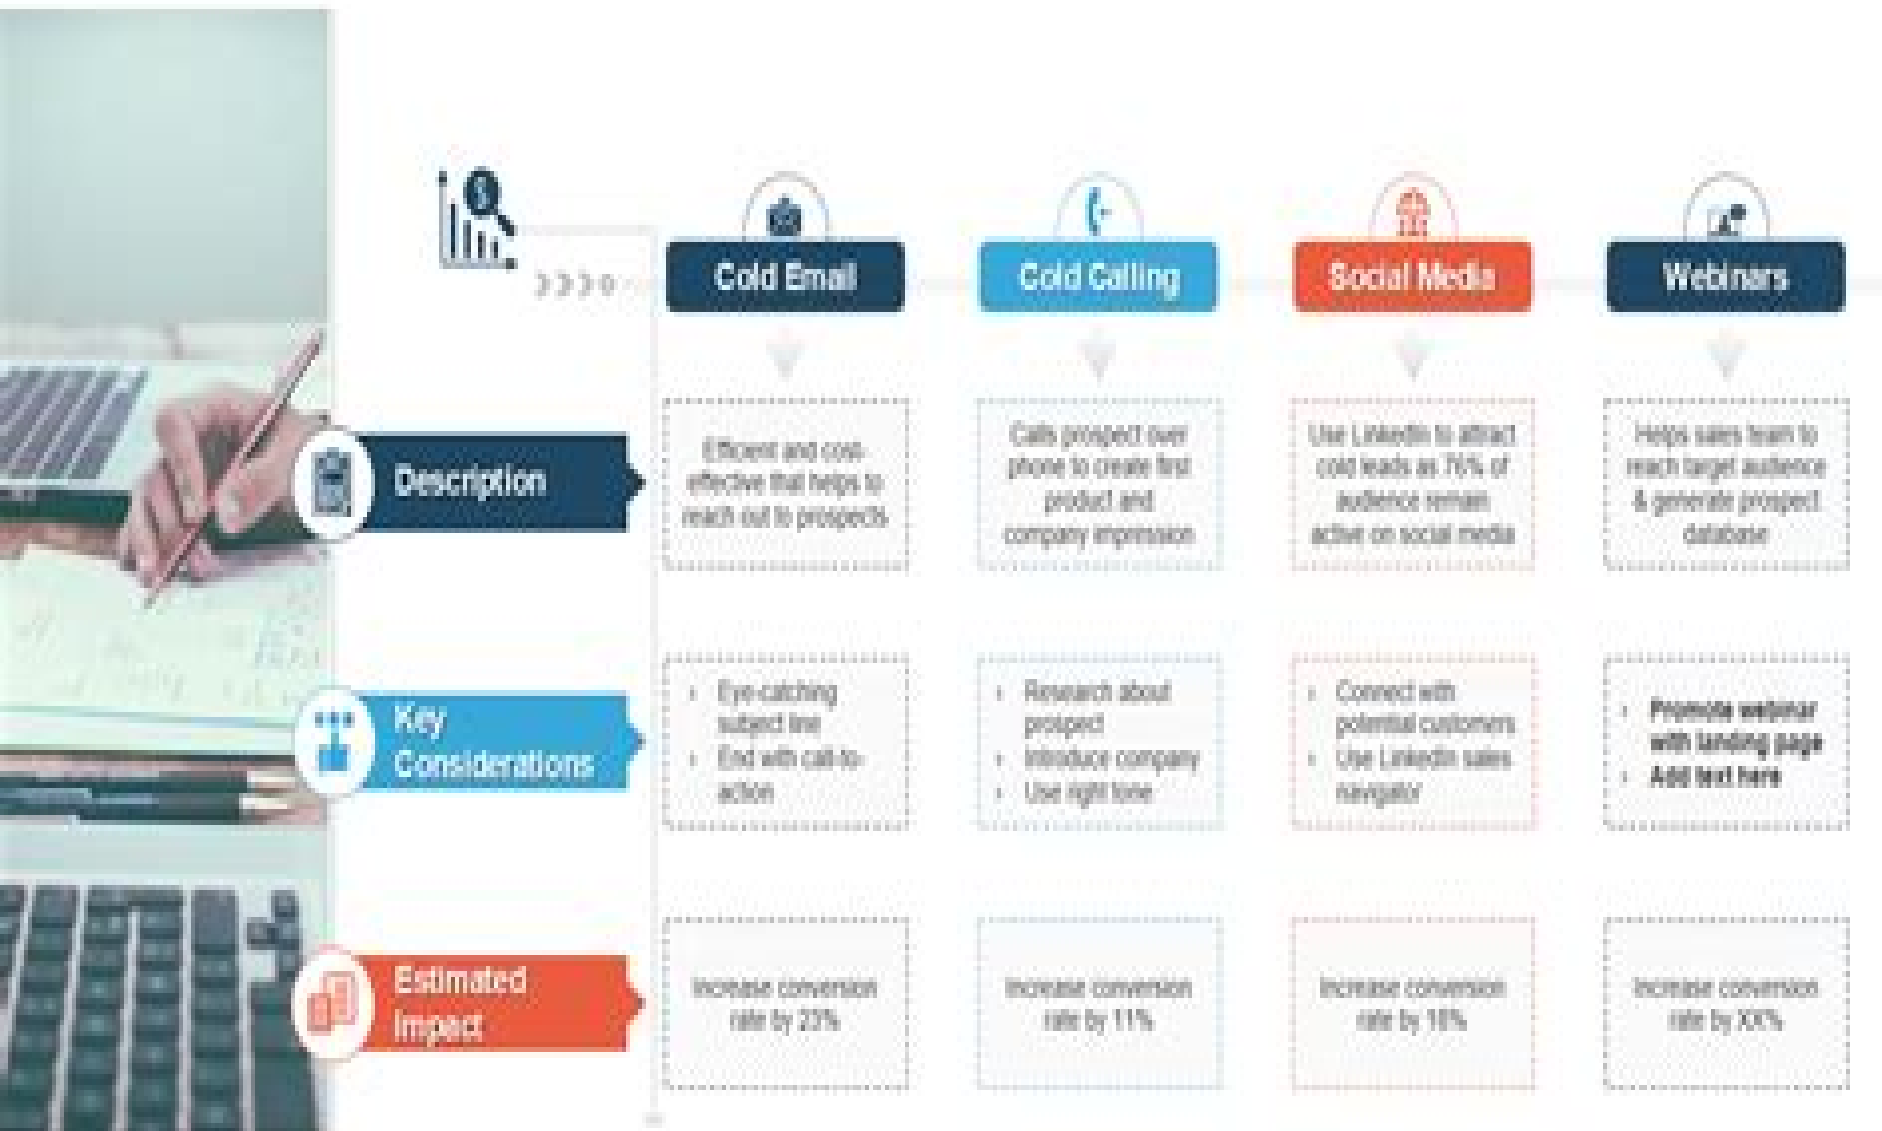 Cold Email
Cold Calling
Social Media
Webinars
Description
Efficient and cost-
effective that helps to
reach out to prospects
Calls prospect over
phone to create first
product and
company impression
Use LinkedIn to attract
cold leads as 76% of
audience remain
active on social media
Helps sales team to
reach target audience
& generate prospect
database
Key
Considerations
Eye-catching
subject line
End with call-to-
action
Research about
prospect
Introduce company
Use right tone
Connect with
potential customers
Use LinkedIn sales
navigator
Promote webinar
with landing page
Add text here
Estimated
Impact
Increase conversion
rate by 23%
Increase conversion
rate by 11%
Increase conversion
rate by
Increase conversion
rate by XX%